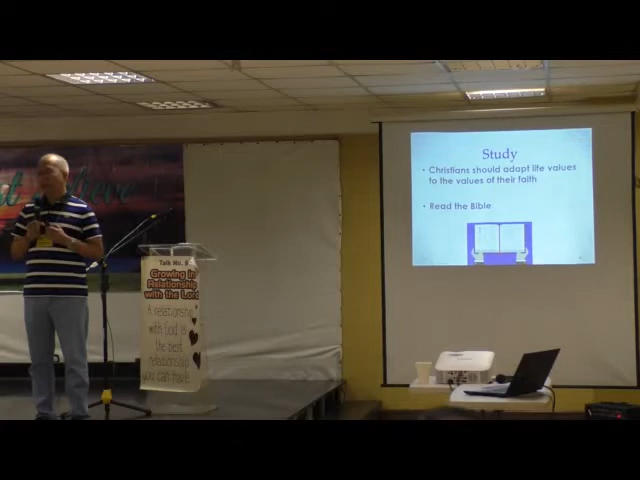 Study
• Christians should adapt life values
to the values of their faith
• Read the Bible
Talk No.
Growing in
Relationship
with the Lord
A relationship
with God is
the best
relationship
you can have